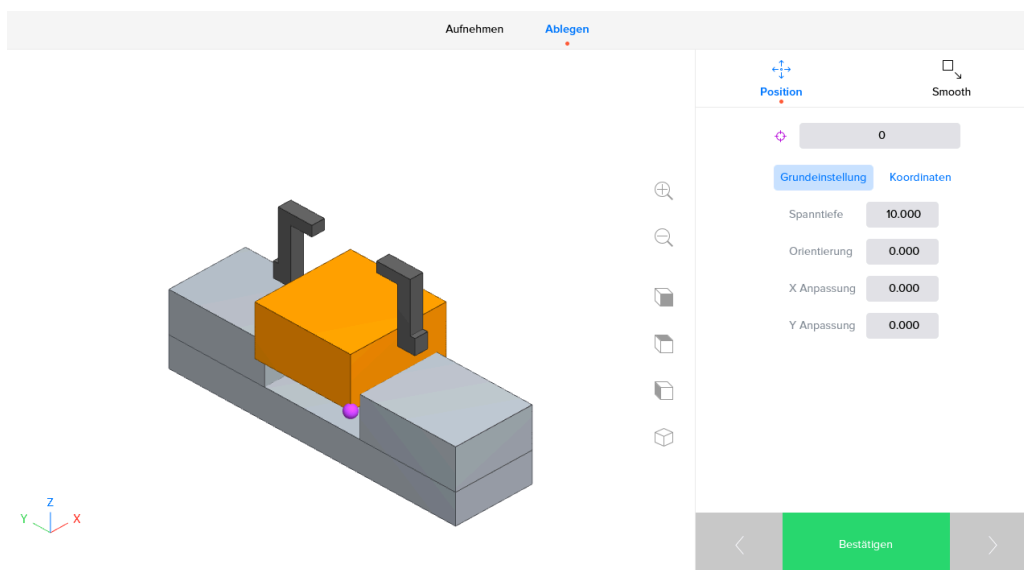 Aufnehmen
Ablegen
Position
Smooth
0
Grundeinstellung
Koordinaten
Spanntiefe 10.000
Orientierung 0.000
X Anpassung 0.000
Y Anpassung 0.000
Z
Y
X
Bestätigen